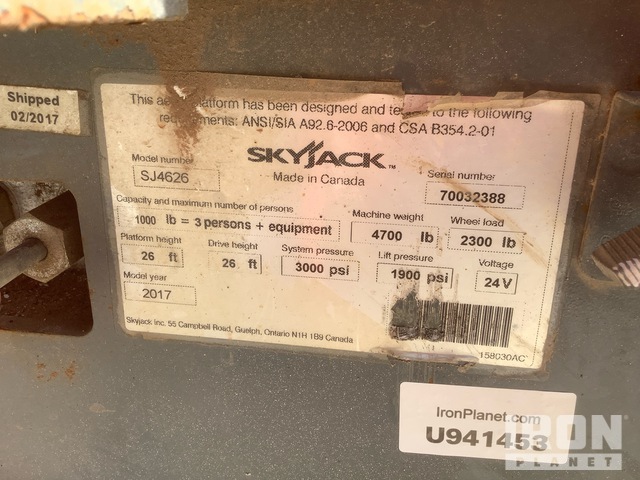 Shipped
02/2017
This platform has been designed and to the following
requirements: ANSI/SIA A92.6-2006 and CSA B354.2-01
SKYJACK
Made in Canada
Model number
SJ4626
Serial number
70032388
Capacity and maximum number of persons
1000 lb = 3 persons + equipment
Machine weight
4700 lb
Wheel load
2300 lb
Platform height
26 ft
Drive height
26 ft
System pressure
3000 psi
Lift pressure
1900 psi
Voltage
24V
Model year
2017
Skyjack Inc. 55 Campbell Road, Guelph, Ontario N1H 1B9 Canada
158030AC
IronPlanet.com
U941453
IRON
PLANET